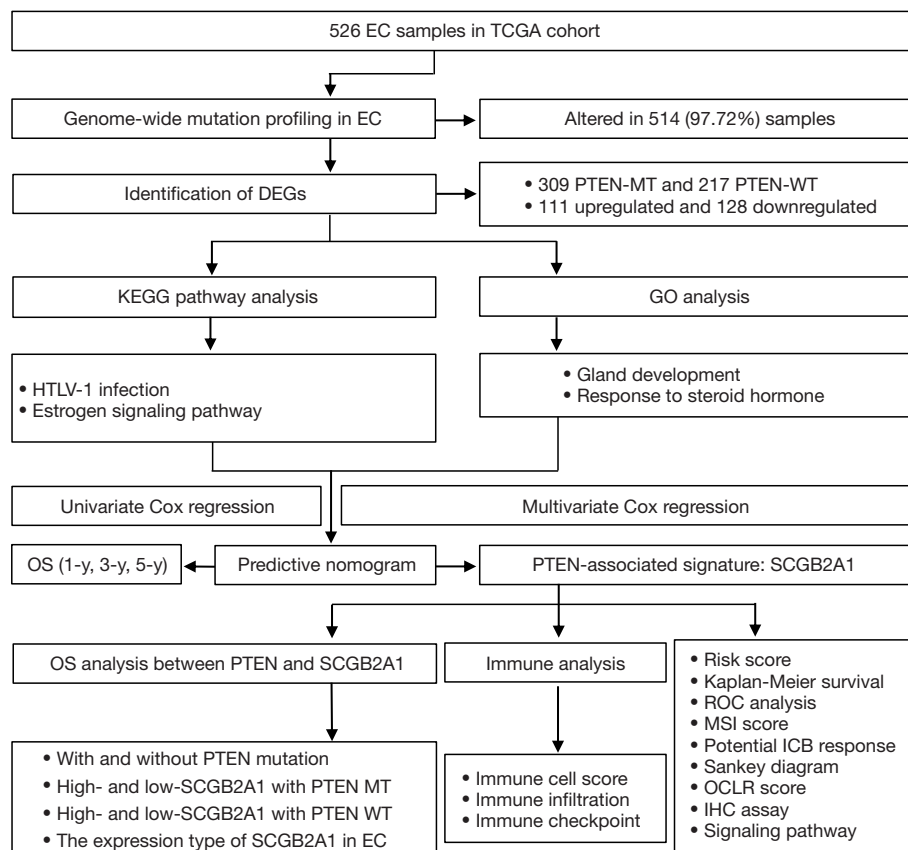 526 EC samples in TCGA cohort
Genome-wide mutation profiling in EC
Altered in 514 (97.72%) samples
Identification of DEGs
• 309 PTEN-MT and 217 PTEN-WT
• 111 upregulated and 128 downregulated
KEGG pathway analysis
GO analysis
• HTLV-1 infection
• Estrogen signaling pathway
• Gland development
• Response to steroid hormone
Univariate Cox regression
Multivariate Cox regression
OS (1-y, 3-y, 5-y)
Predictive nomogram
PTEN-associated signature: SCGB2A1
OS analysis between PTEN and SCGB2A1
Immune analysis
• Risk score
• Kaplan-Meier survival
• ROC analysis
• MSI score
• Potential ICB response
• Sankey diagram
• OCLR score
• IHC assay
• Signaling pathway
• With and without PTEN mutation
• High- and low-SCGB2A1 with PTEN MT
• High- and low-SCGB2A1 with PTEN WT
• The expression type of SCGB2A1 in EC
• Immune cell score
• Immune infiltration
• Immune checkpoint